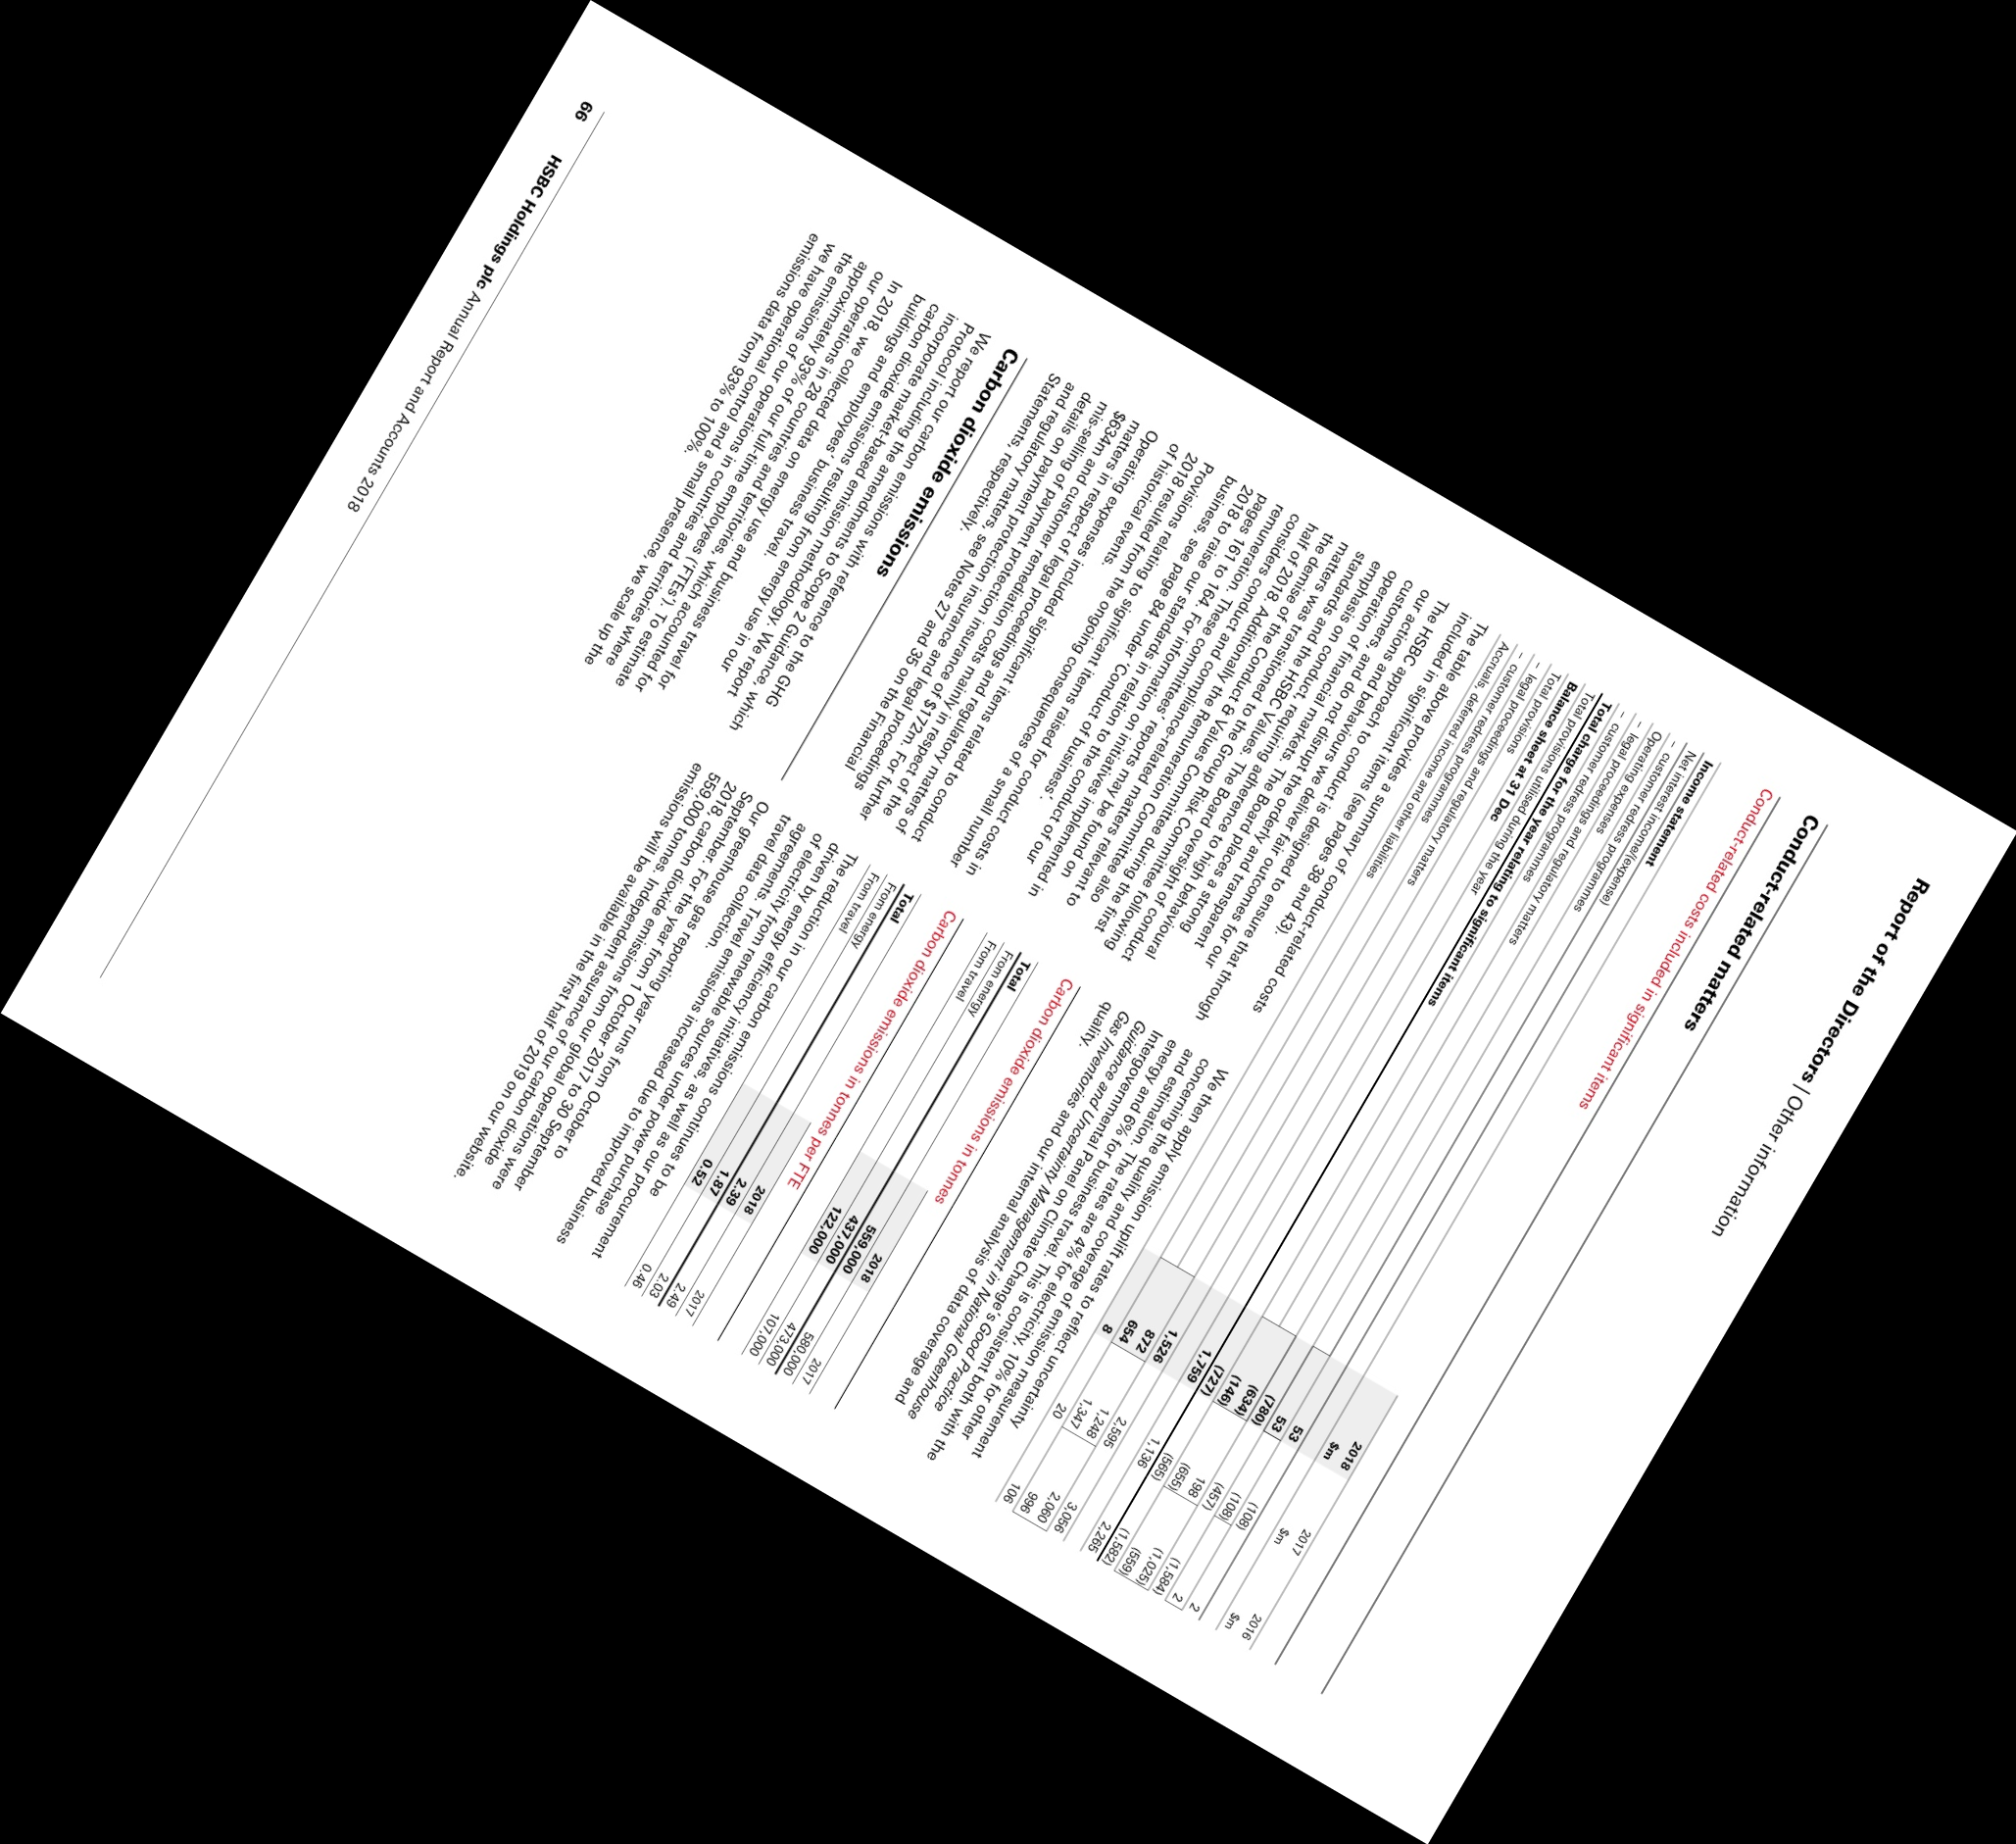 Report of the Directors | Other information
Conduct-related matters
Conduct-related costs included in significant items
2018 2017 2016
$m $m $m
Income statement
Net interest income/(expense) 53 (108) 2
– customer redress programmes 53 (108) 2
Operating expenses (780) (457) (1,584)
– legal proceedings and regulatory matters (634) 198 (1,025)
– customer redress programmes (146) (655) (559)
Total charge for the year relating to significant items (727) (565) (1,582)
Total provisions utilised during the year 1,759 1,136 2,265
Balance sheet at 31 Dec
Total provisions 1,526 2,595 3,056
– legal proceedings and regulatory matters 872 1,248 2,060
– customer redress programmes 654 1,347 996
Accruals, deferred income and other liabilities 8 20 106
The table above provides a summary of conduct-related costs
included in significant items (see pages 38 and 43).
The HSBC approach to conduct is designed to ensure that through
our actions and behaviours we deliver fair outcomes for our
customers, and do not disrupt the orderly and transparent
operation of financial markets. The Board places a strong
emphasis on conduct, requiring adherence to high behavioural
standards and the HSBC Values. The Board oversight of conduct
matters was transitioned to the Group Risk Committee following
the demise of the Conduct & Values Committee during the first
half of 2018. Additionally the Remuneration Committee also
considers conduct and compliance-related matters relevant to
remuneration. These committees' reports may be found on
pages 161 to 164. For information on initiatives implemented in
2018 to raise our standards in relation to the conduct of our
business, see page 84 under 'Conduct of business'.
Provisions relating to significant items raised for conduct costs in
2018 resulted from the ongoing consequences of a small number
of historical events.
Operating expenses included significant items related to conduct
matters in respect of legal proceedings and regulatory matters of
$634m and customer remediation costs mainly in respect of the
mis-selling of payment protection insurance of $172m. For further
details on payment protection insurance and legal proceedings
and regulatory matters, see Notes 27 and 35 on the Financial
Statements, respectively.
Carbon dioxide emissions
We report our carbon emissions with reference to the GHG
Protocol including the amendments to Scope 2 Guidance, which
incorporate market-based emission methodology. We report
carbon dioxide emissions resulting from energy use in our
buildings and employees' business travel.
In 2018, we collected data on energy use and business travel for
our operations in 28 countries and territories, which accounted for
approximately 93% of our full-time employees ('FTEs'). To estimate
the emissions of our operations in countries and territories where
we have operational control and a small presence, we scale up the
emissions data from 93% to 100%.
We then apply emission uplift rates to reflect uncertainty
concerning the quality and coverage of emission measurement
and estimation. The rates are 4% for electricity, 10% for other
energy and 6% for business travel. This is consistent both with the
Intergovernmental Panel on Climate Change's Good Practice
Guidance and Uncertainty Management in National Greenhouse
Gas Inventories and our internal analysis of data coverage and
quality.
Carbon dioxide emissions in tonnes
2018 2017
Total 559,000 580,000
From energy 437,000 473,000
From travel 122,000 107,000
Carbon dioxide emissions in tonnes per FTE
2018 2017
Total 2.39 2.49
From energy 1.87 2.03
From travel 0.52 0.46
The reduction in our carbon emissions continues to be
driven by energy efficiency initiatives, as well as our procurement
of electricity from renewable sources under power purchase
agreements. Travel emissions increased due to improved business
travel data collection.
Our greenhouse gas reporting year runs from October to
September. For the year from 1 October 2017 to 30 September
2018, carbon dioxide emissions from our global operations were
559,000 tonnes. Independent assurance of our carbon dioxide
emissions will be available in the first half of 2019 on our website.
66 HSBC Holdings plc Annual Report and Accounts 2018